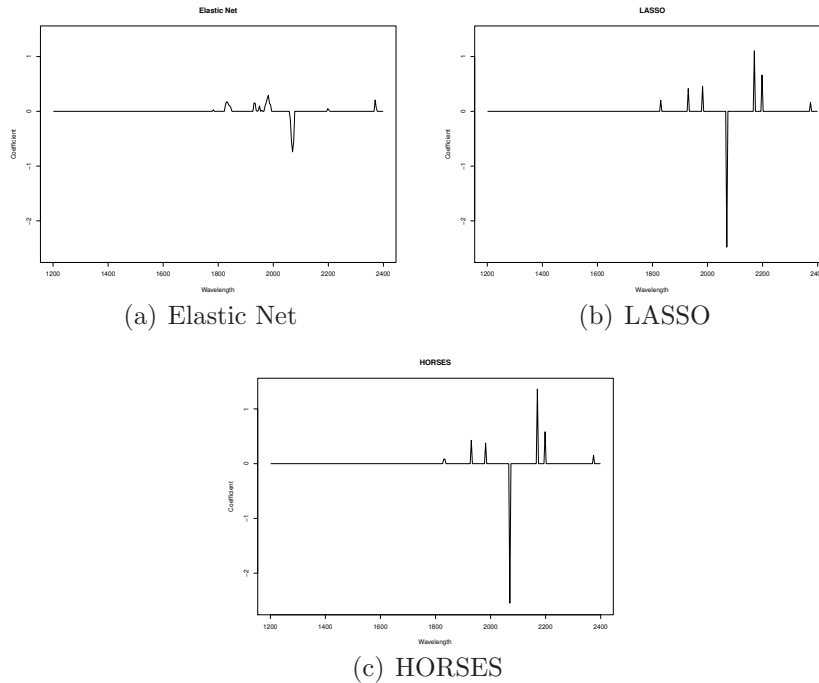 Elastic Net
Coefficient
1
0
−1
−2
1200 1400 1600 1800 2000 2200 2400
Wavelength
(a) Elastic Net
LASSO
Coefficient
1
0
−1
−2
1200 1400 1600 1800 2000 2200 2400
Wavelength
(b) LASSO
HORSES
Coefficient
1
0
−1
−2
1200 1400 1600 1800 2000 2200 2400
Wavelength
(c) HORSES